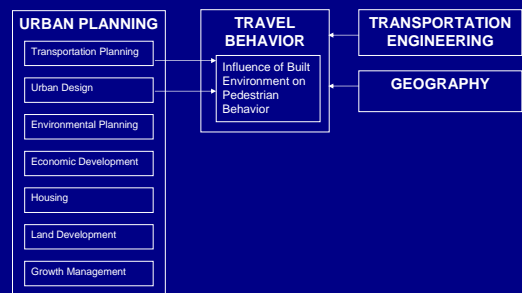 URBAN PLANNING
Transportation Planning
Urban Design
Environmental Planning
Economic Development
Housing
Land Development
Growth Management
TRAVEL
BEHAVIOR
Influence of Built
Environment on
Pedestrian
Behavior
TRANSPORTATION
ENGINEERING
GEOGRAPHY